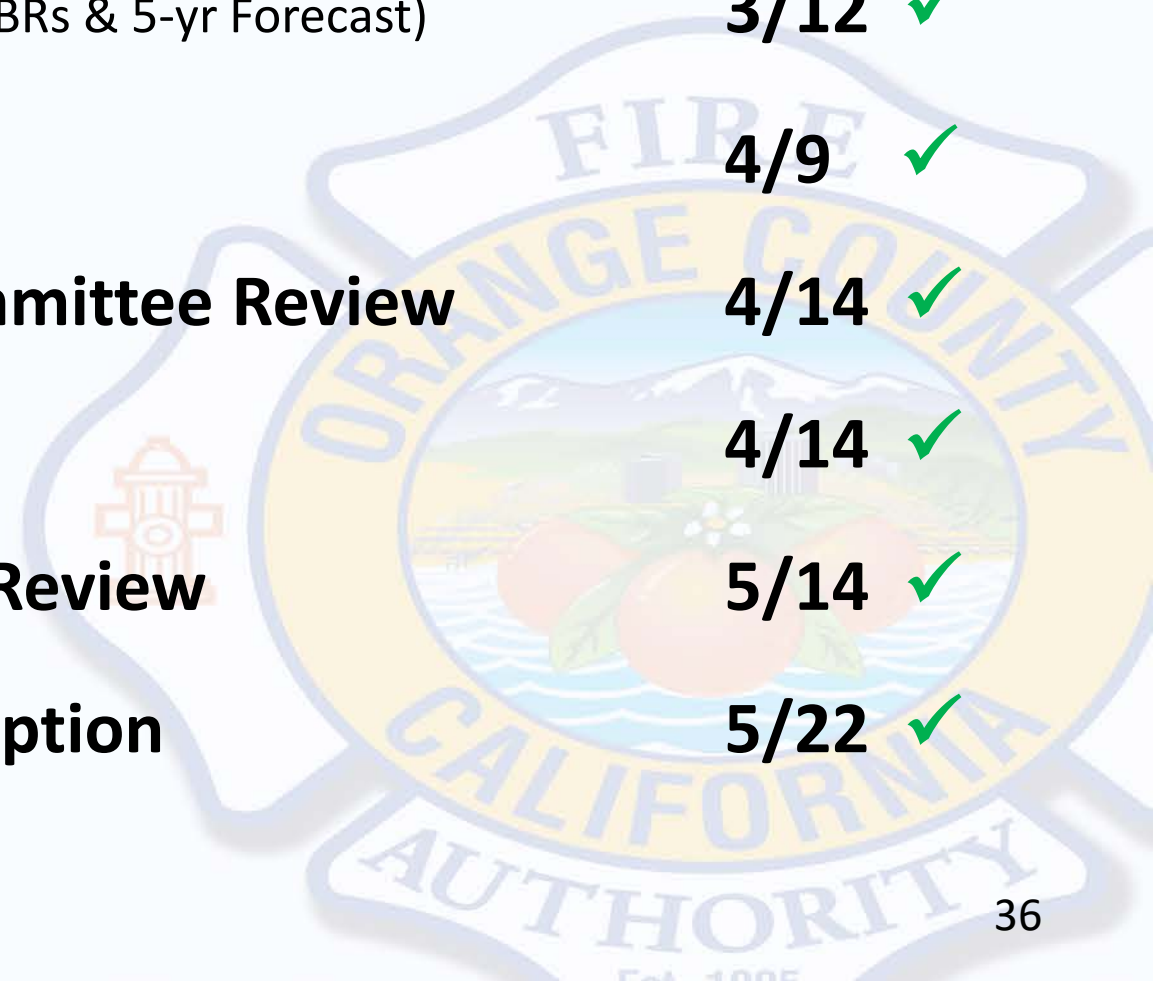 BRs & 5-yr Forecast) 3/12 ✓
4/9 ✓
mmittee Review 4/14 ✓
4/14 ✓
Review 5/14 ✓
ption 5/22 ✓
FIRE
ORANGE COUNTY
CALIFORNIA
AUTHORITY
36